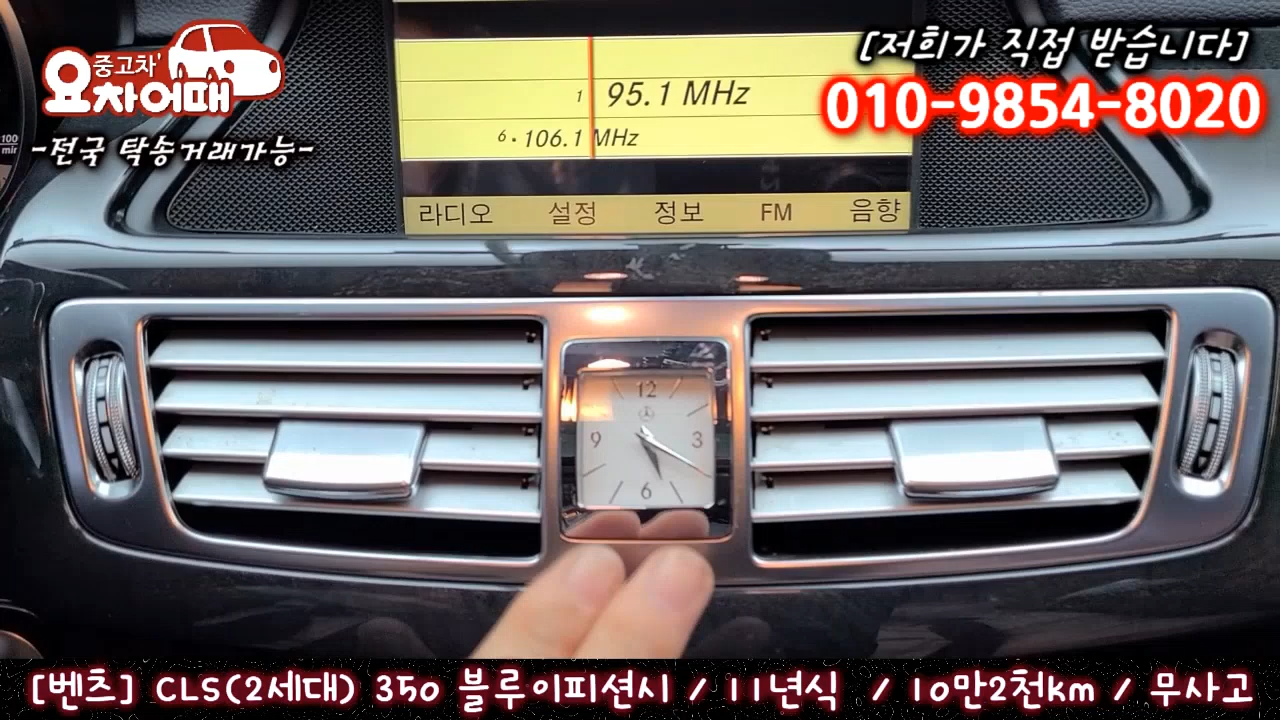 중고차'
요차어때
-전국 탁송거래가능-
[저희가 직접 받습니다]
010-9854-8020
100
1 95.1 MHz
6·106.1 MHz
라디오 설정 정보 FM 음향
12
9 3
6
[벤츠] CLS(2세대) 350 블루이피션시 / 11년식 / 10만2천km / 무사고